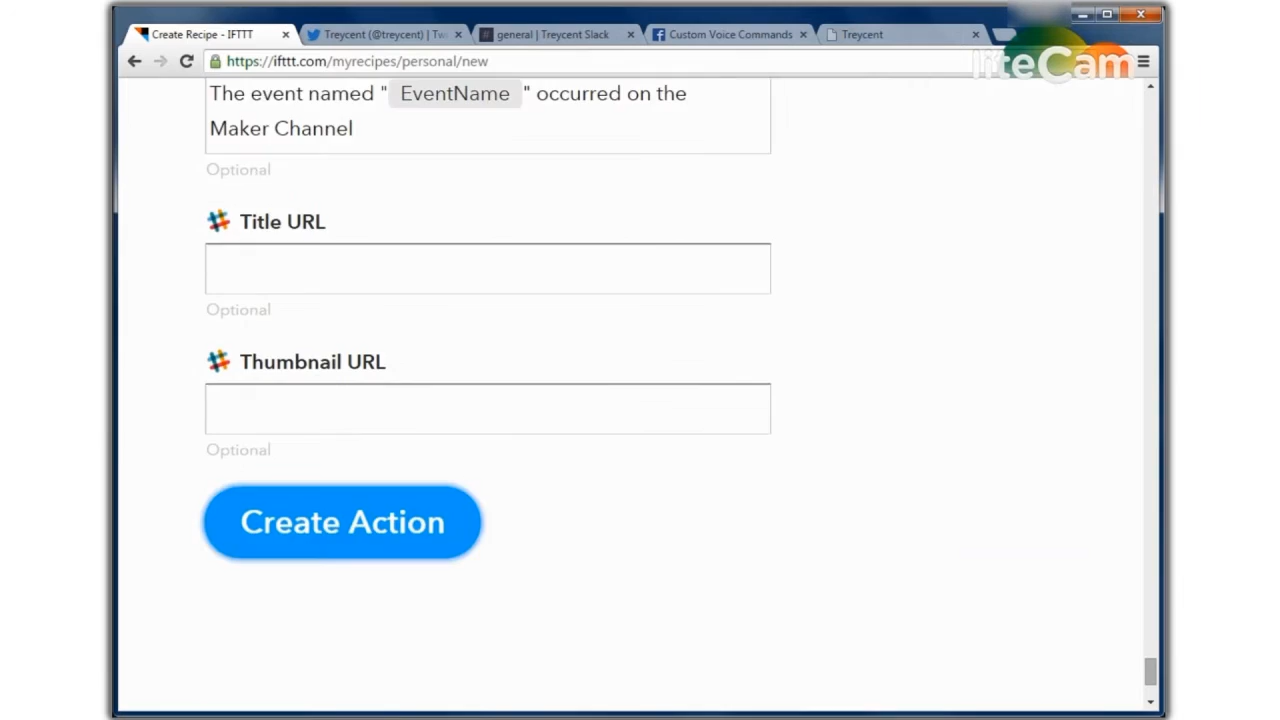 Create Recipe - IFTTT
Treycent (@treycent) | Tw
general | Treycent Slack
Custom Voice Commands
Treycent
https://ifttt.com/myrecipes/personal/new
liteCam
The event named " EventName " occurred on the
Maker Channel
Optional
Title URL
Optional
Thumbnail URL
Optional
Create Action